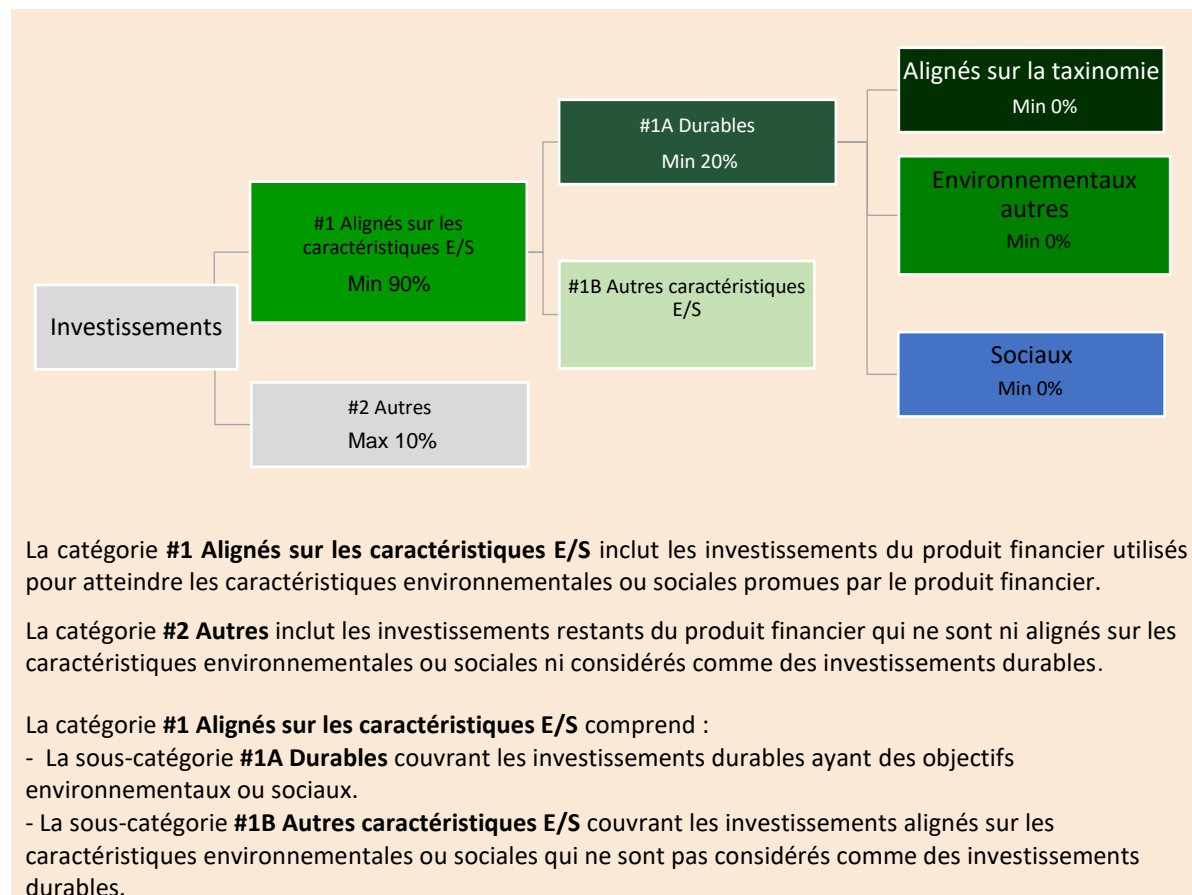 Investissements
#1 Alignés sur les
caractéristiques E/S
Min 90%
#2 Autres
Max 10%
#1A Durables
Min 20%
#1B Autres caractéristiques
E/S
Alignés sur la taxinomie
Min 0%
Environnementaux
autres
Min 0%
Sociaux
Min 0%
La catégorie #1 Alignés sur les caractéristiques E/S inclut les investissements du produit financier utilisés
pour atteindre les caractéristiques environnementales ou sociales promues par le produit financier.
La catégorie #2 Autres inclut les investissements restants du produit financier qui ne sont ni alignés sur les
caractéristiques environnementales ou sociales ni considérés comme des investissements durables.
La catégorie #1 Alignés sur les caractéristiques E/S comprend :
- La sous-catégorie #1A Durables couvrant les investissements durables ayant des objectifs
environnementaux ou sociaux.
- La sous-catégorie #1B Autres caractéristiques E/S couvrant les investissements alignés sur les
caractéristiques environnementales ou sociales qui ne sont pas considérés comme des investissements
durables.